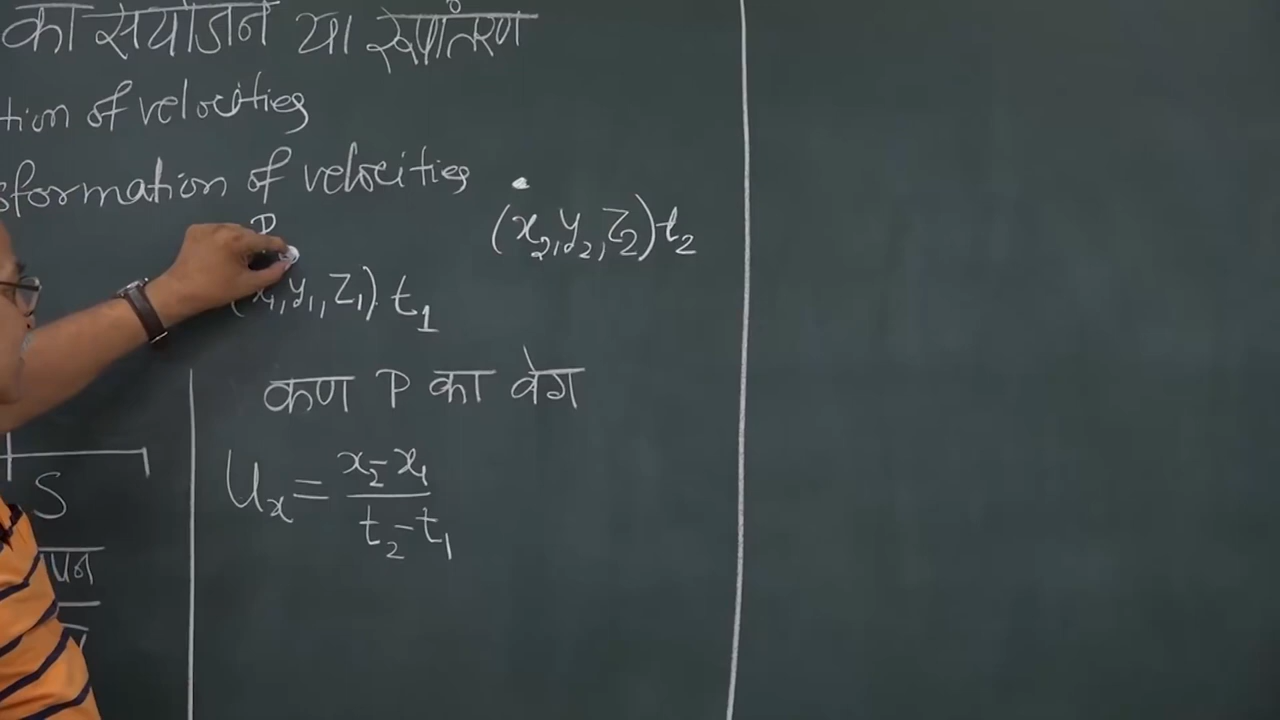 का संयोजन या रूपांतरण
tion of velocities
sformation of velocities
P
(x₂,y₂,z₂)t₂
(x₁,y₁,z₁) t₁
कण P का वेग
Uₓ = x₂-x₁ / t₂-t₁
S